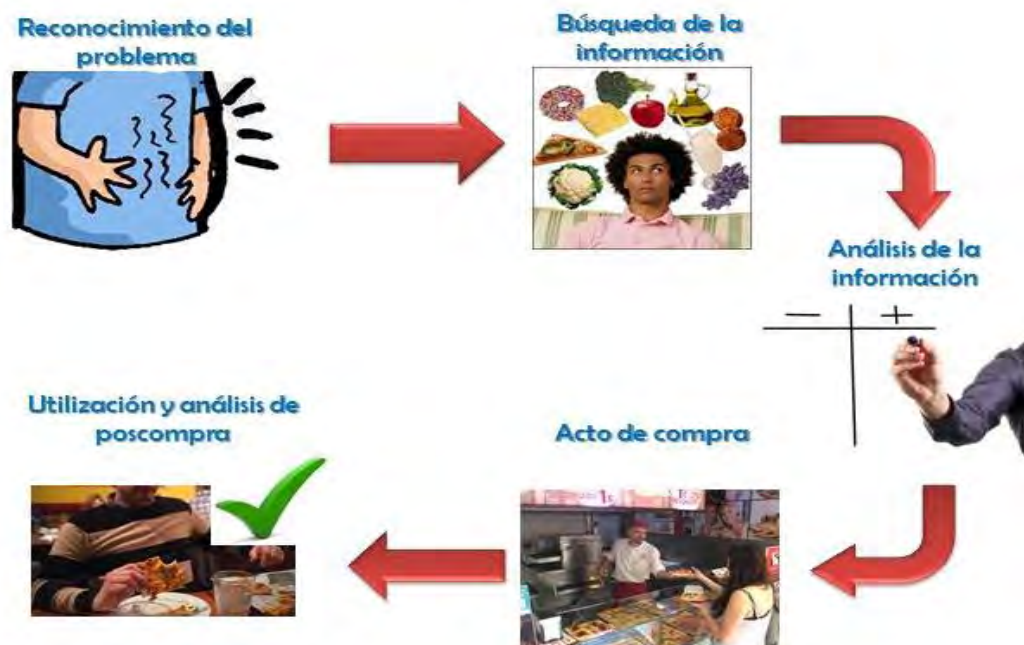 Reconocimiento del
problema
Búsqueda de la
información
Análisis de la
información
Utilización y análisis de
poscompra
Acto de compra